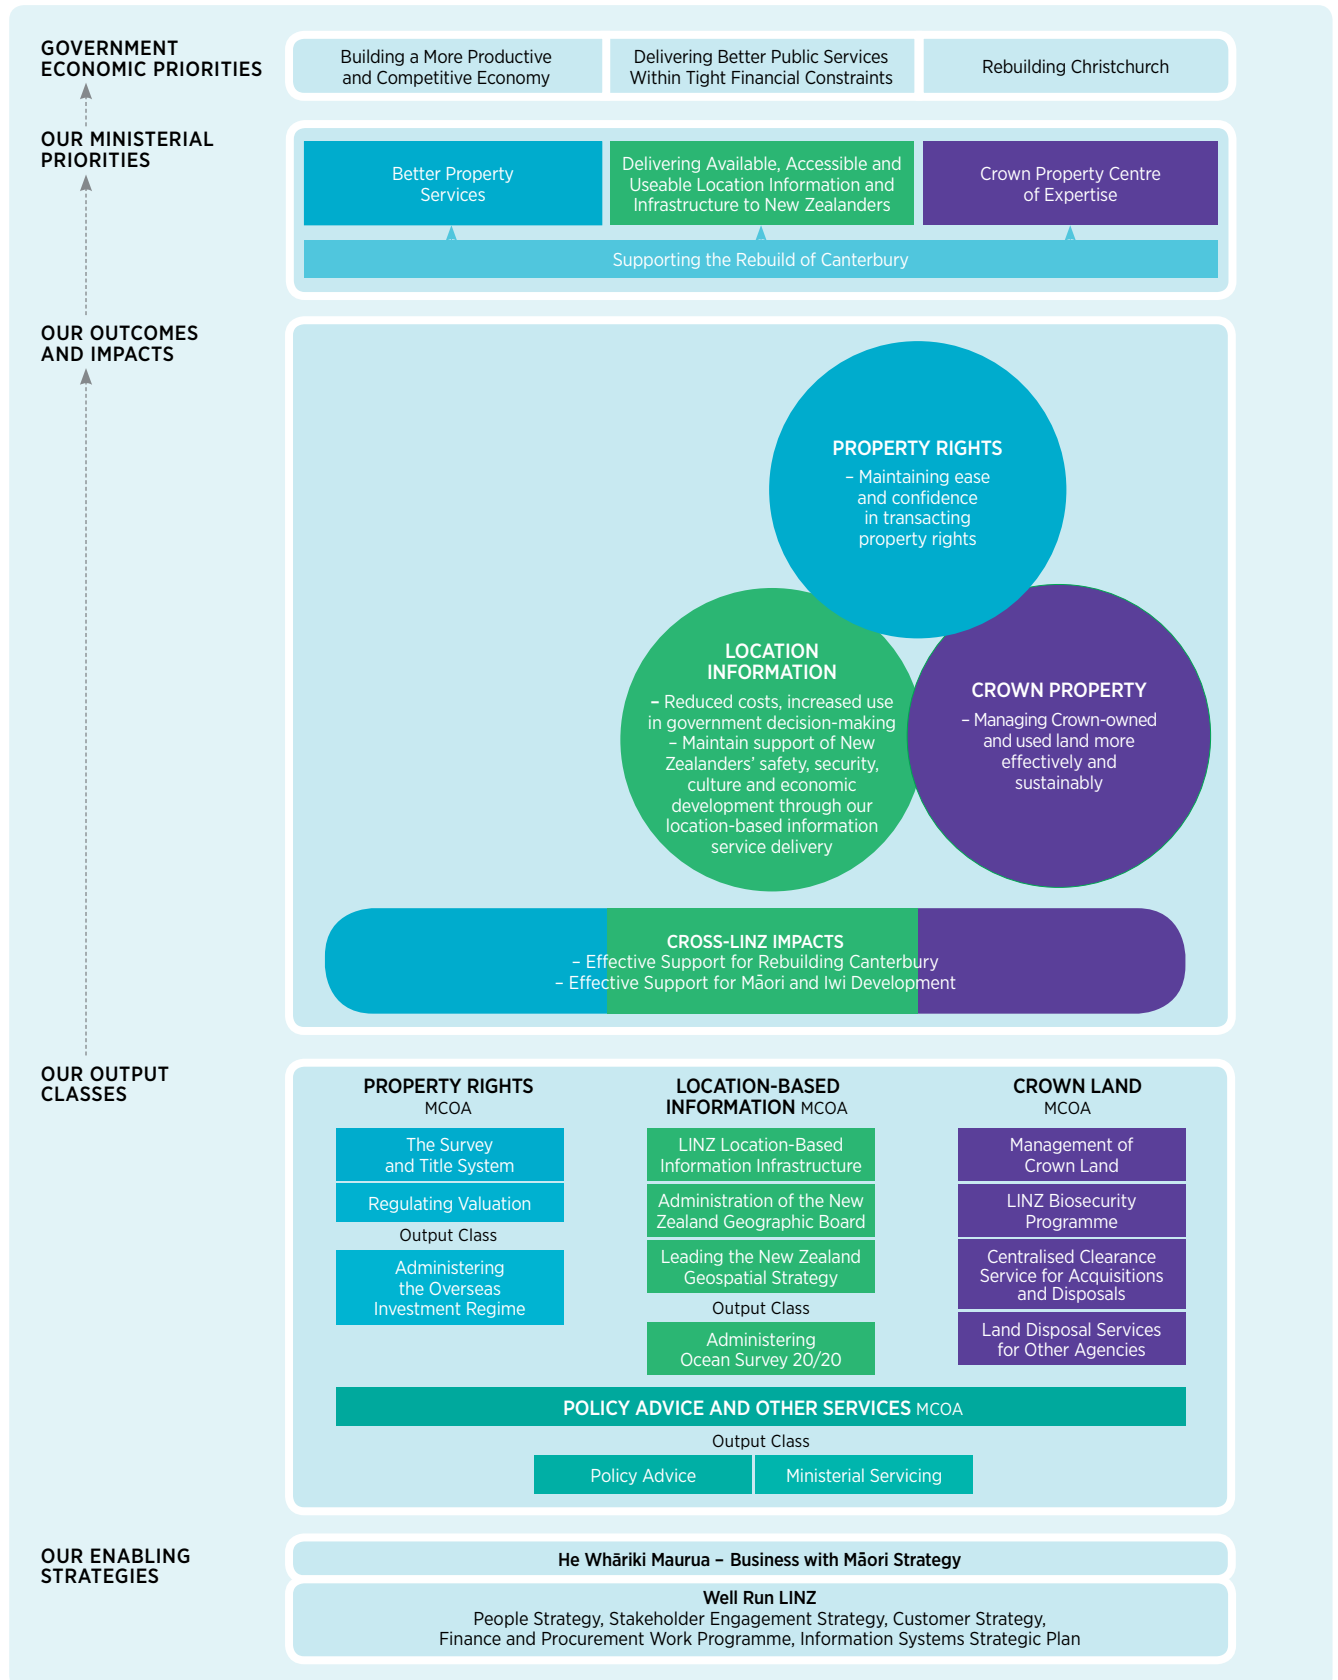 GOVERNMENT
ECONOMIC PRIORITIES
Building a More Productive
and Competitive Economy
Delivering Better Public Services
Within Tight Financial Constraints
Rebuilding Christchurch
OUR MINISTERIAL
PRIORITIES
Better Property
Services
Delivering Available, Accessible and
Useable Location Information and
Infrastructure to New Zealanders
Crown Property Centre
of Expertise
Supporting the Rebuild of Canterbury
OUR OUTCOMES
AND IMPACTS
PROPERTY RIGHTS
– Maintaining ease
and confidence
in transacting
property rights
LOCATION
INFORMATION
– Reduced costs, increased use
in government decision-making
– Maintain support of New
Zealanders’ safety, security,
culture and economic
development through our
location-based information
service delivery
CROWN PROPERTY
– Managing Crown-owned
and used land more
effectively and
sustainably
CROSS-LINZ IMPACTS
– Effective Support for Rebuilding Canterbury
– Effective Support for Māori and Iwi Development
OUR OUTPUT
CLASSES
PROPERTY RIGHTS
MCOA
The Survey
and Title System
Regulating Valuation
Output Class
Administering
the Overseas
Investment Regime
LOCATION-BASED
INFORMATION MCOA
LINZ Location-Based
Information Infrastructure
Administration of the New
Zealand Geographic Board
Leading the New Zealand
Geospatial Strategy
Output Class
Administering
Ocean Survey 20/20
CROWN LAND
MCOA
Management of
Crown Land
LINZ Biosecurity
Programme
Centralised Clearance
Service for Acquisitions
and Disposals
Land Disposal Services
for Other Agencies
POLICY ADVICE AND OTHER SERVICES MCOA
Output Class
Policy Advice
Ministerial Servicing
OUR ENABLING
STRATEGIES
He Whāriki Maurua – Business with Māori Strategy
Well Run LINZ
People Strategy, Stakeholder Engagement Strategy, Customer Strategy,
Finance and Procurement Work Programme, Information Systems Strategic Plan